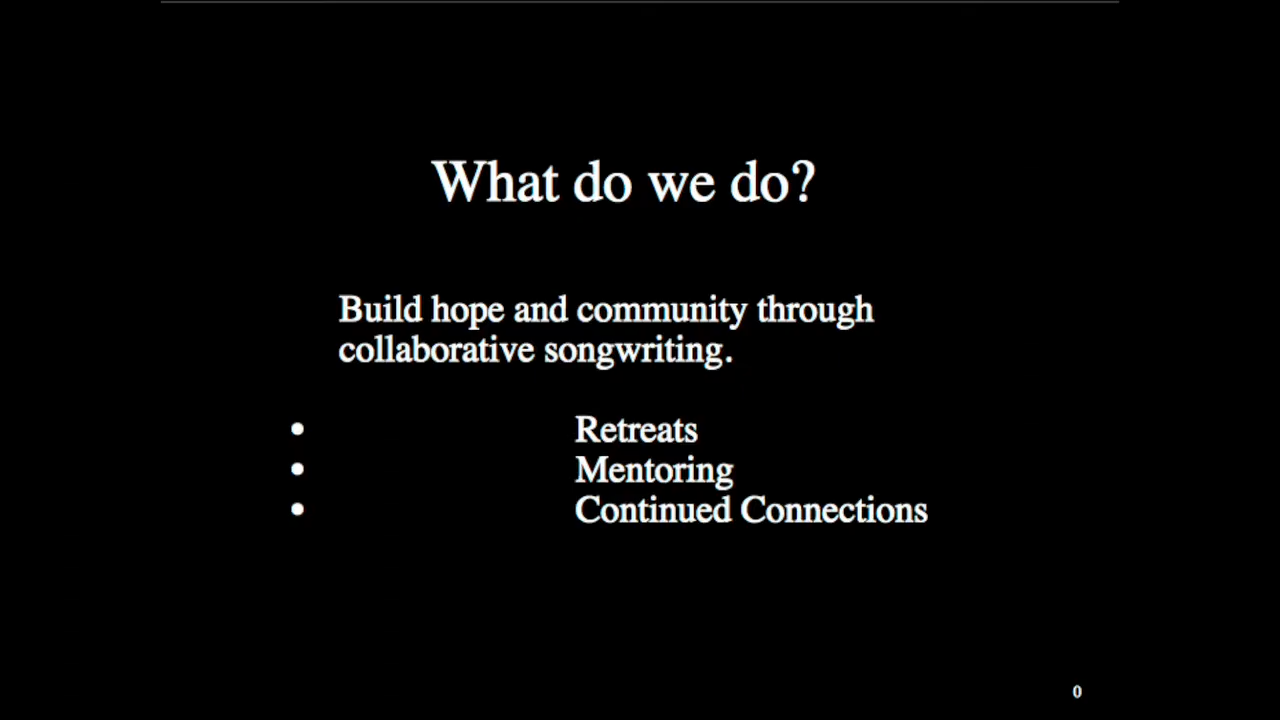 What do we do?
Build hope and community through
collaborative songwriting.
• Retreats
• Mentoring
• Continued Connections
0